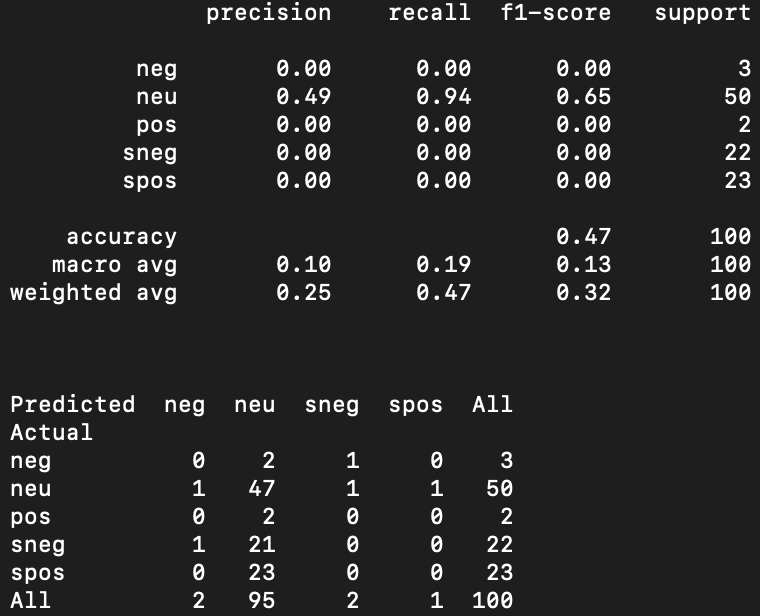 precision recall f1-score support
neg 0.00 0.00 0.00 3
neu 0.49 0.94 0.65 50
pos 0.00 0.00 0.00 2
sneg 0.00 0.00 0.00 22
spos 0.00 0.00 0.00 23
accuracy 0.47 100
macro avg 0.10 0.19 0.13 100
weighted avg 0.25 0.47 0.32 100
Predicted neg neu sneg spos All
Actual
neg 0 2 1 0 3
neu 1 47 1 1 50
pos 0 2 0 0 2
sneg 1 21 0 0 22
spos 0 23 0 0 23
All 2 95 2 1 100